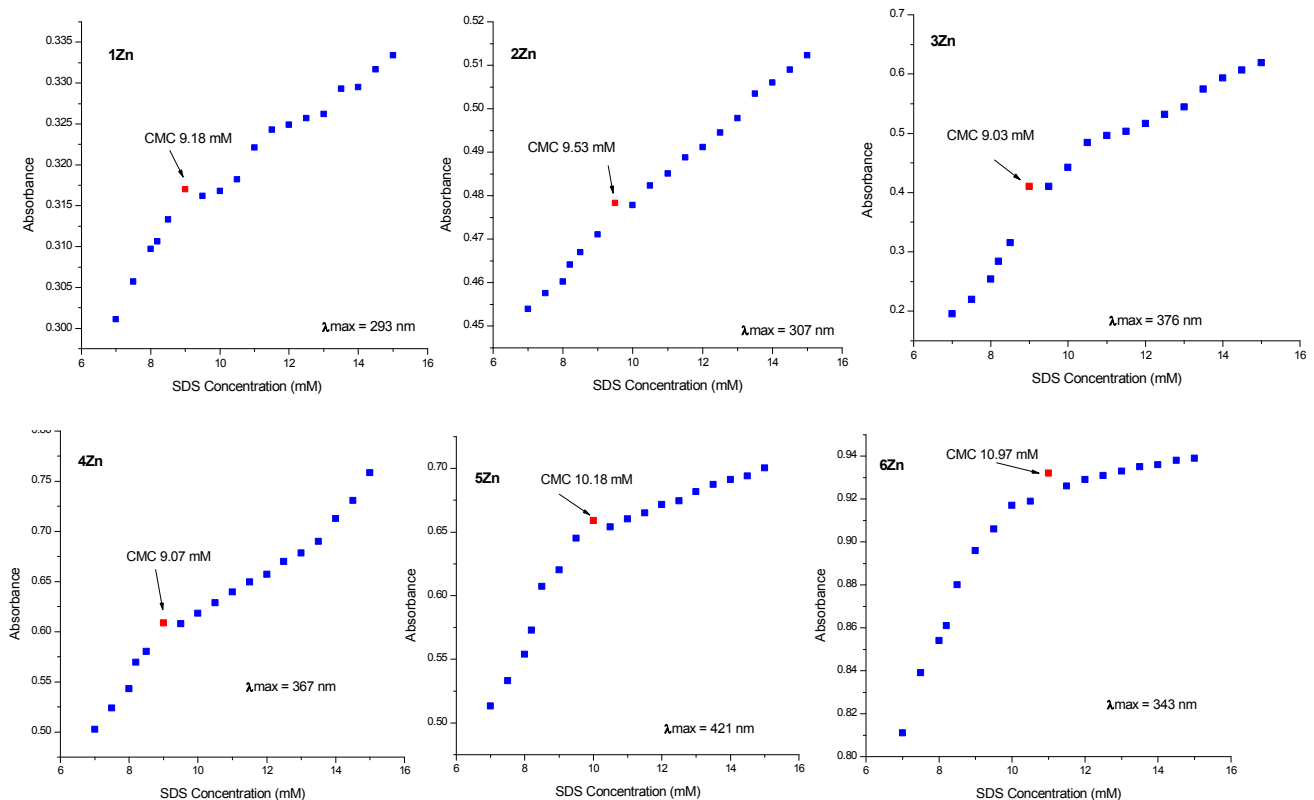 1Zn
0.335
0.330
0.325
0.320
0.315
0.310
0.305
0.300
Absorbance
CMC 9.18 mM
λmax = 293 nm
6 8 10 12 14 16
SDS Concentration (mM)
2Zn
0.52
0.51
0.50
0.49
0.48
0.47
0.46
0.45
Absorbance
CMC 9.53 mM
λmax = 307 nm
6 8 10 12 14 16
SDS Concentration (mM)
3Zn
0.7
0.6
0.5
0.4
0.3
0.2
Absorbance
CMC 9.03 mM
λmax = 376 nm
6 8 10 12 14 16
SDS Concentration (mM)
4Zn
0.80
0.75
0.70
0.65
0.60
0.55
0.50
Absorbance
CMC 9.07 mM
λmax = 367 nm
6 8 10 12 14 16
SDS Concentration (mM)
5Zn
0.70
0.65
0.60
0.55
0.50
Absorbance
CMC 10.18 mM
λmax = 421 nm
6 8 10 12 14 16
SDS Concentration (mM)
6Zn
0.94
0.92
0.90
0.88
0.86
0.84
0.82
0.80
Absorbance
CMC 10.97 mM
λmax = 343 nm
6 8 10 12 14 16
SDS Concentration (mM)